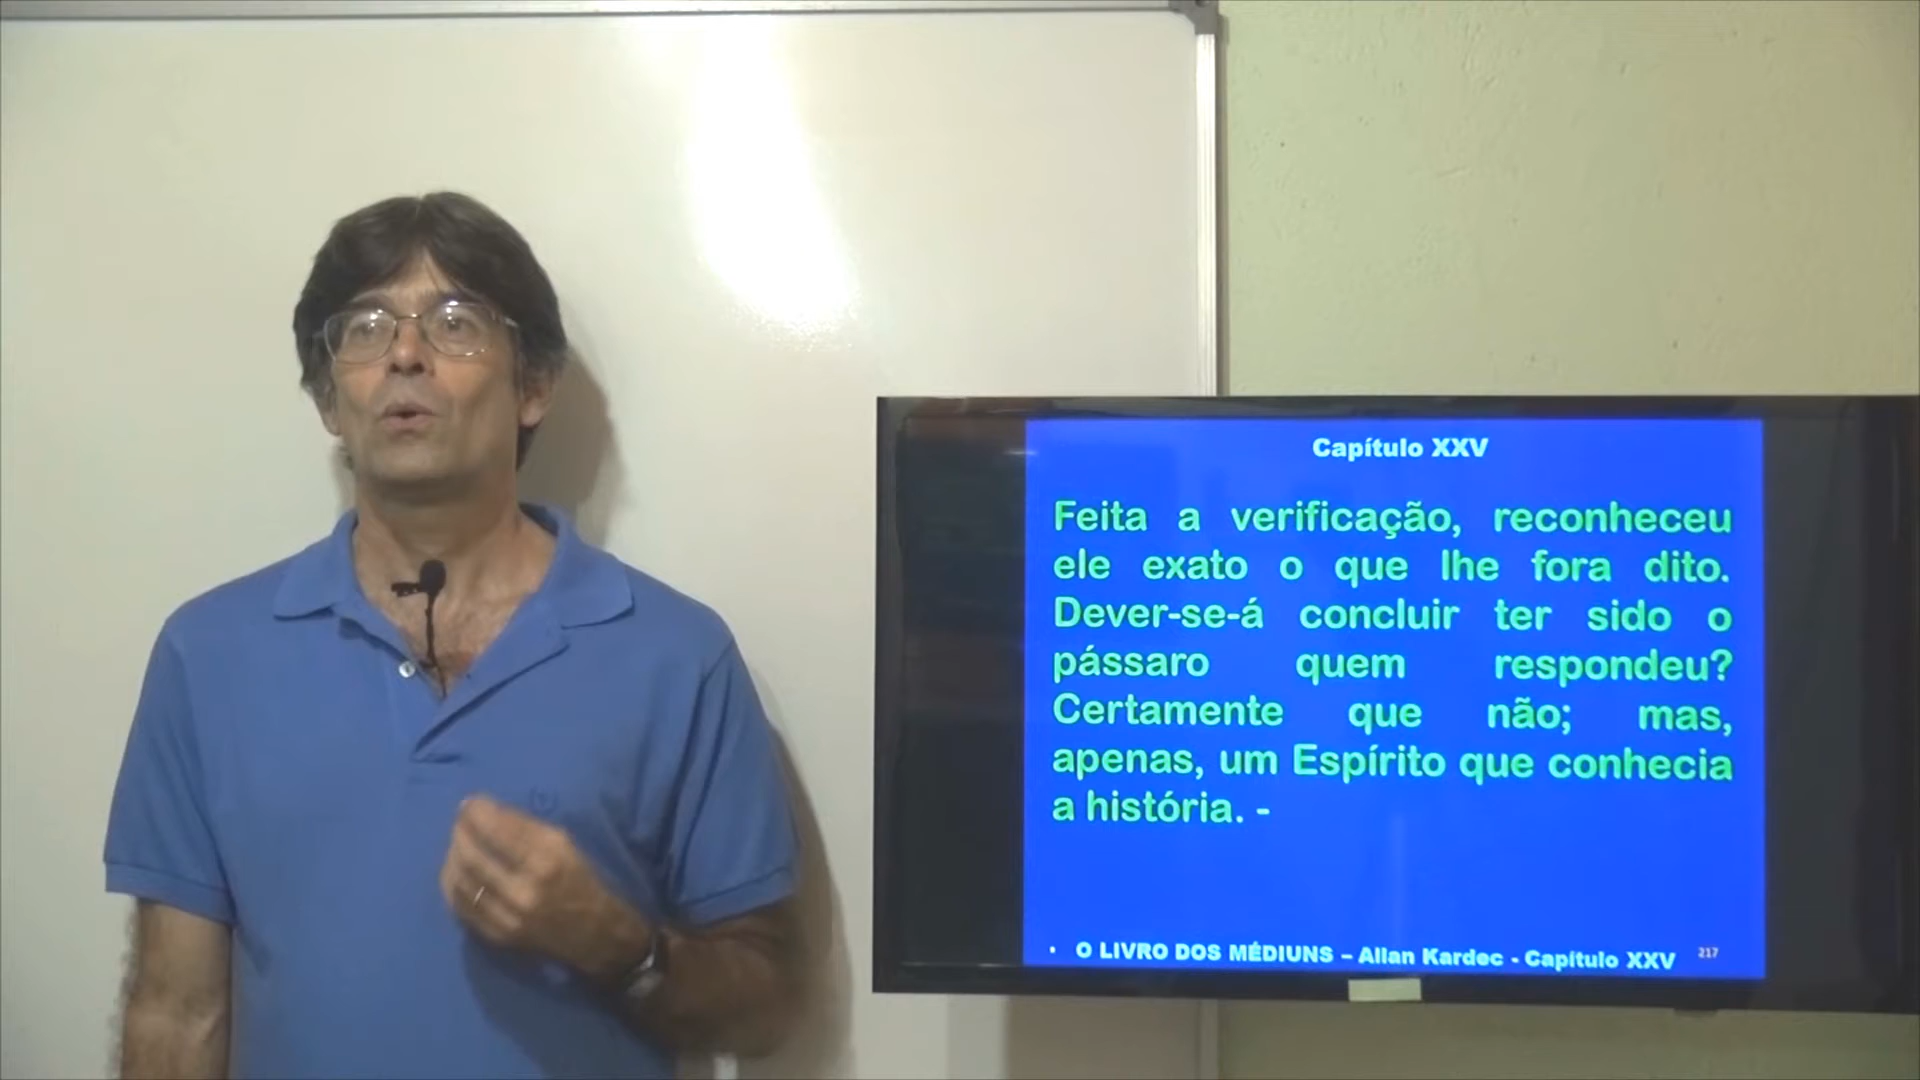 Capítulo XXV
Feita a verificação, reconheceu
ele exato o que lhe fora dito.
Dever-se-á concluir ter sido o
pássaro quem respondeu?
Certamente que não; mas,
apenas, um Espírito que conhecia
a história. -
• O LIVRO DOS MÉDIUNS – Allan Kardec - Capítulo XXV 217